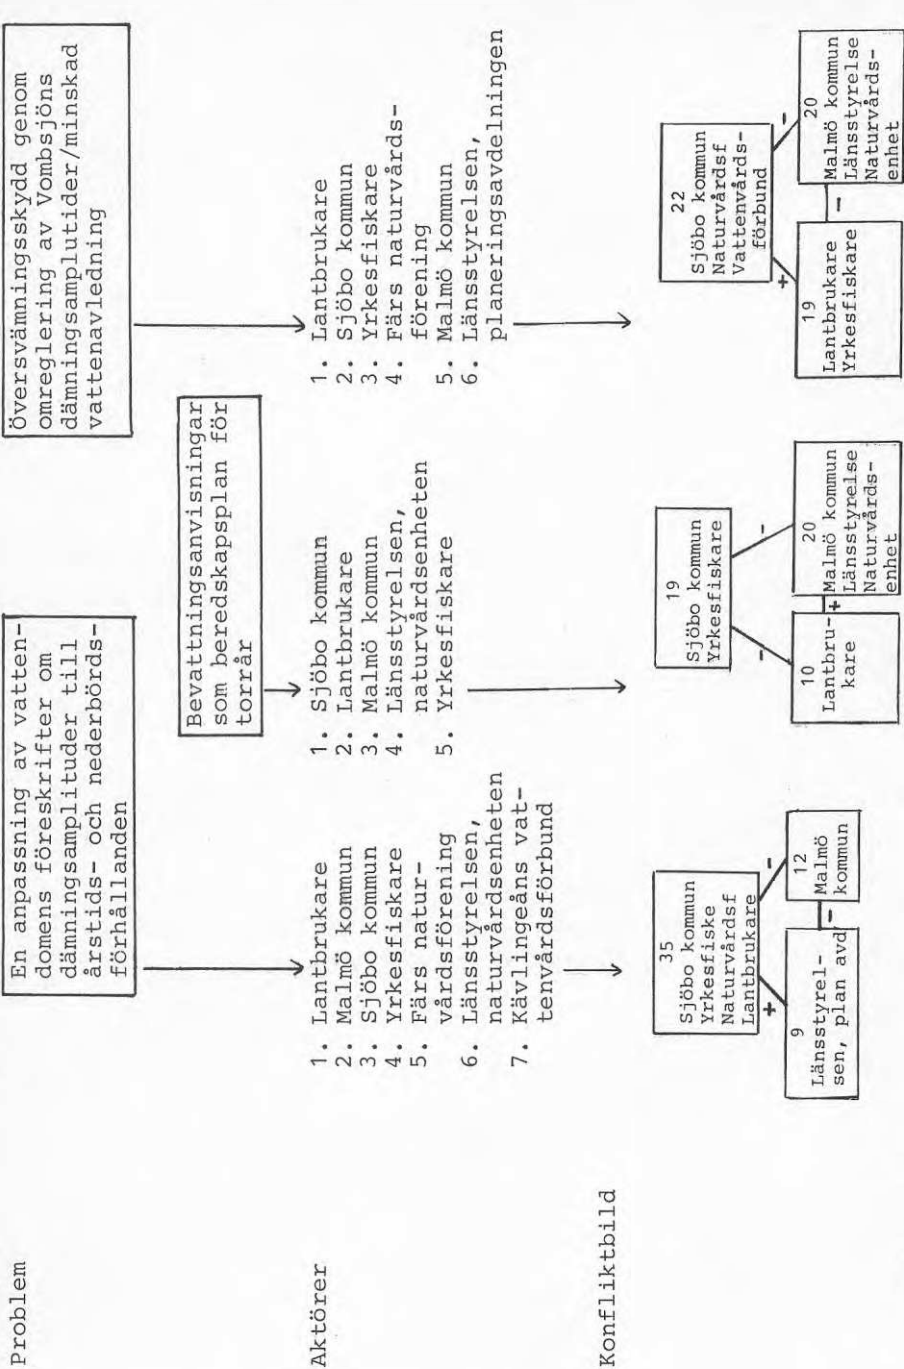 Problem
En anpassning av vatten-
domens föreskrifter om
dämningsamplituder till
årstids- och nederbörds-
förhållanden
Bevattningsanvisningar
som beredskapsplan för
torrår
Översvämningsskydd genom
omreglering av Vombsjöns
dämningsamplutider/minskad
vattenavledning
Aktörer
1. Lantbrukare
2. Malmö kommun
3. Sjöbo kommun
4. Yrkesfiskare
5. Färs natur-
vårdsförening
6. Länsstyrelsen,
naturvårdsenheten
7. Kävlingeåns vat-
tenvårdsförbund
1. Sjöbo kommun
2. Lantbrukare
3. Malmö kommun
4. Länsstyrelsen,
naturvårdsenheten
5. Yrkesfiskare
1. Lantbrukare
2. Sjöbo kommun
3. Yrkesfiskare
4. Färs naturvårds-
förening
5. Malmö kommun
6. Länsstyrelsen,
planeringsavdelningen
Konfliktbild
35
Sjöbo kommun
Yrkesfiske
Naturvårdsf
Lantbrukare
+
-
9
Länsstyrel-
sen, plan avd
-
12
Malmö
kommun
19
Sjöbo kommun
Yrkesfiskare
-
-
10
Lantbru-
kare
+
20
Malmö kommun
Länsstyrelse
Naturvårds-
enhet
22
Sjöbo kommun
Naturvårdsf
Vattenvårds-
förbund
+
-
19
Lantbrukare
Yrkesfiskare
-
20
Malmö kommun
Länsstyrelse
Naturvårds-
enhet